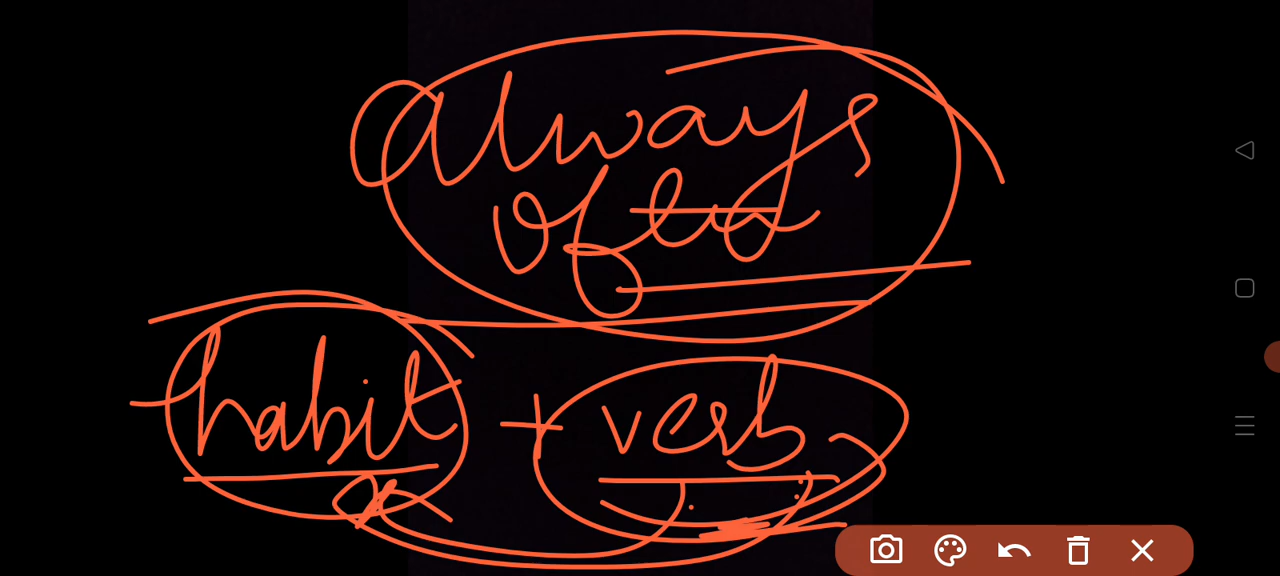 always
often
habit + verb